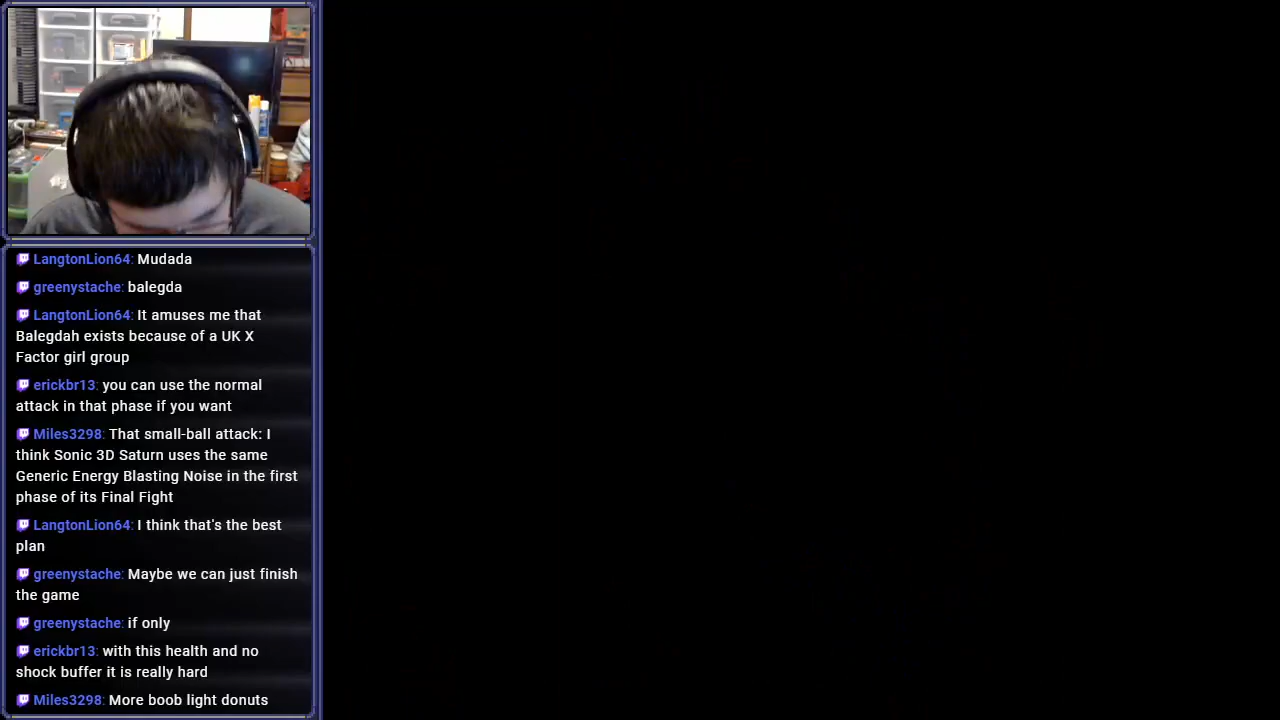 LangtonLion64: Mudada
greenystache: balegda
LangtonLion64: It amuses me that
Balegdah exists because of a UK X
Factor girl group
erickbr13: you can use the normal
attack in that phase if you want
Miles3298: That small-ball attack: I
think Sonic 3D Saturn uses the same
Generic Energy Blasting Noise in the first
phase of its Final Fight
LangtonLion64: I think that's the best
plan
greenystache: Maybe we can just finish
the game
greenystache: if only
erickbr13: with this health and no
shock buffer it is really hard
Miles3298: More boob light donuts